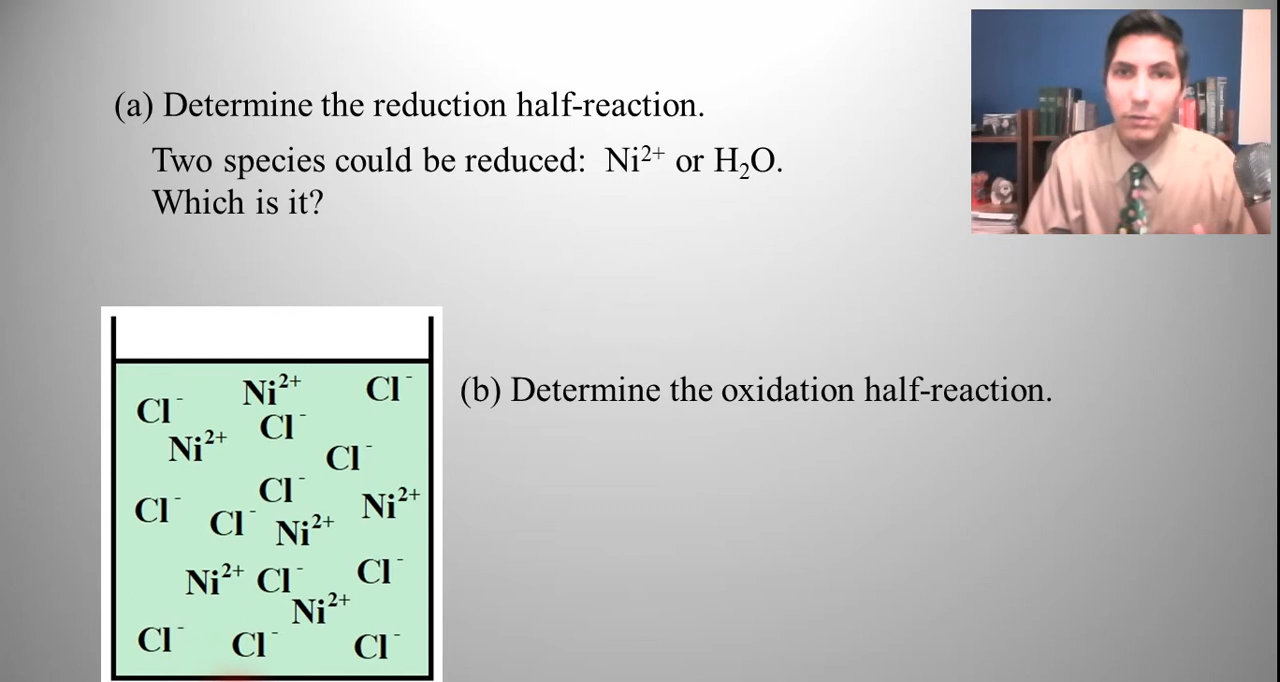 (a) Determine the reduction half-reaction.
Two species could be reduced: Ni²⁺ or H₂O.
Which is it?
(b) Determine the oxidation half-reaction.
Ni²⁺ Cl⁻
Cl⁻
Cl⁻
Ni²⁺
Cl⁻
Cl⁻
Cl⁻ Ni²⁺
Cl⁻ Ni²⁺
Ni²⁺ Cl⁻ Cl⁻
Ni²⁺
Cl⁻ Cl⁻ Cl⁻